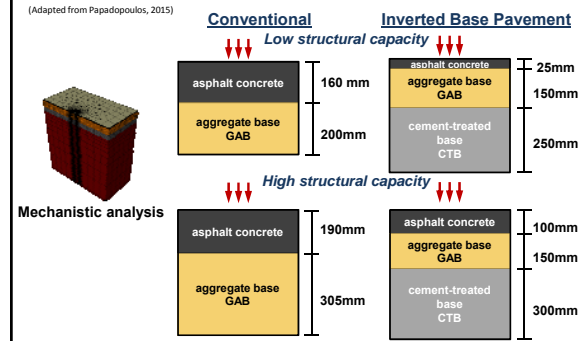 (Adapted from Papadopoulos, 2015)
Conventional
Inverted Base Pavement
Low structural capacity
asphalt concrete
160 mm
aggregate base
GAB
200mm
asphalt concrete
25mm
aggregate base
GAB
150mm
cement-treated
base
CTB
250mm
Mechanistic analysis
High structural capacity
asphalt concrete
190mm
aggregate base
GAB
305mm
asphalt concrete
100mm
aggregate base
GAB
150mm
cement-treated
base
CTB
300mm